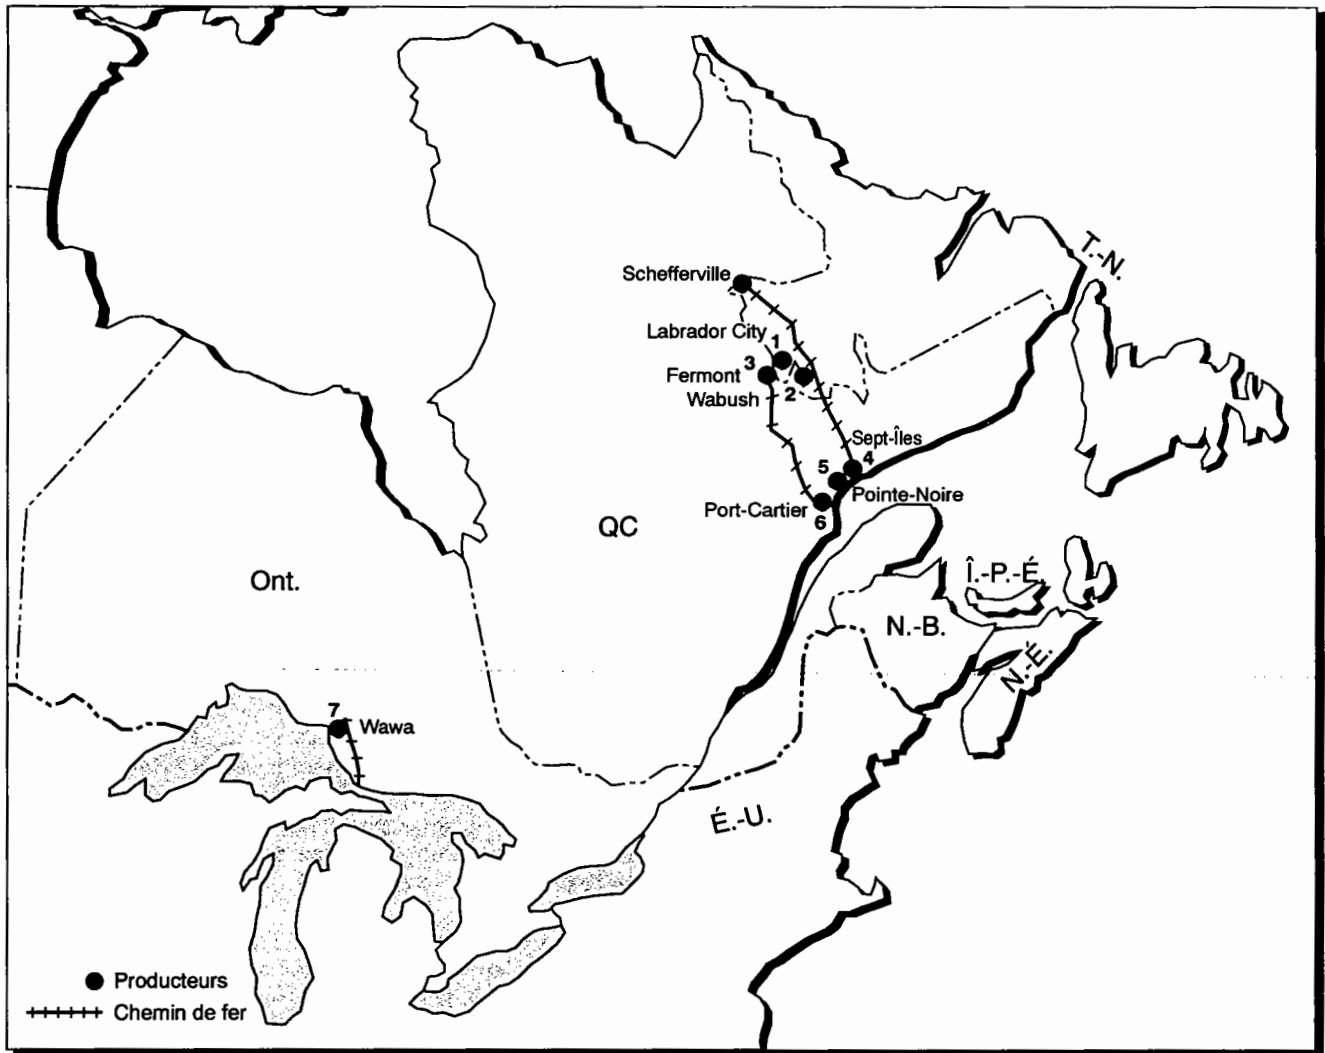 T.-N.
Schefferville
Labrador City
1
3
Fermont
Wabush
2
Sept-Îles
4
5
Pointe-Noire
Port-Cartier
6
QC
Ont.
Î.-P.-É.
N.-B.
N.-É.
7
Wawa
É.-U.
Producteurs
Chemin de fer